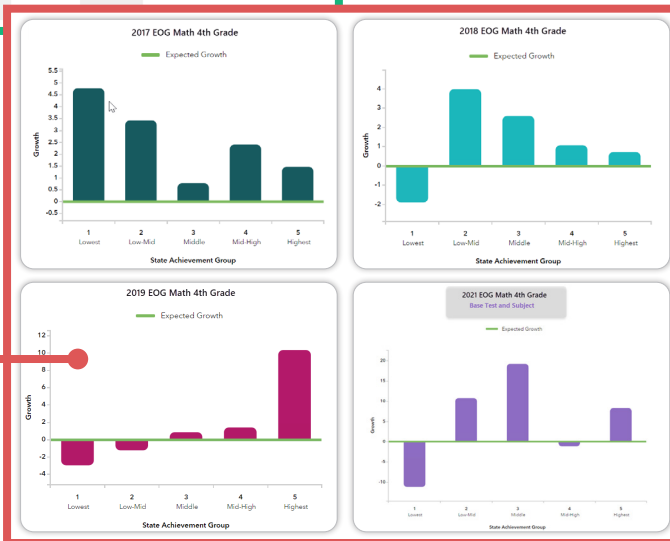 2017 EOG Math 4th Grade
Expected Growth
5.5
5
4.5
4
3.5
3
2.5
2
1.5
1
0.5
0
-0.5
Growth
1 2 3 4 5
Lowest Low-Mid Middle Mid-High Highest
State Achievement Group
2018 EOG Math 4th Grade
Expected Growth
4
3
2
1
0
-1
-2
Growth
1 2 3 4 5
Lowest Low-Mid Middle Mid-High Highest
State Achievement Group
2019 EOG Math 4th Grade
Expected Growth
12
10
8
6
4
2
0
-2
-4
Growth
1 2 3 4 5
Lowest Low-Mid Middle Mid-High Highest
State Achievement Group
2021 EOG Math 4th Grade
Base Test and Subject
Expected Growth
20
15
10
5
0
-5
-10
Growth
1 2 3 4 5
Lowest Low-Mid Middle Mid-High Highest
State Achievement Group